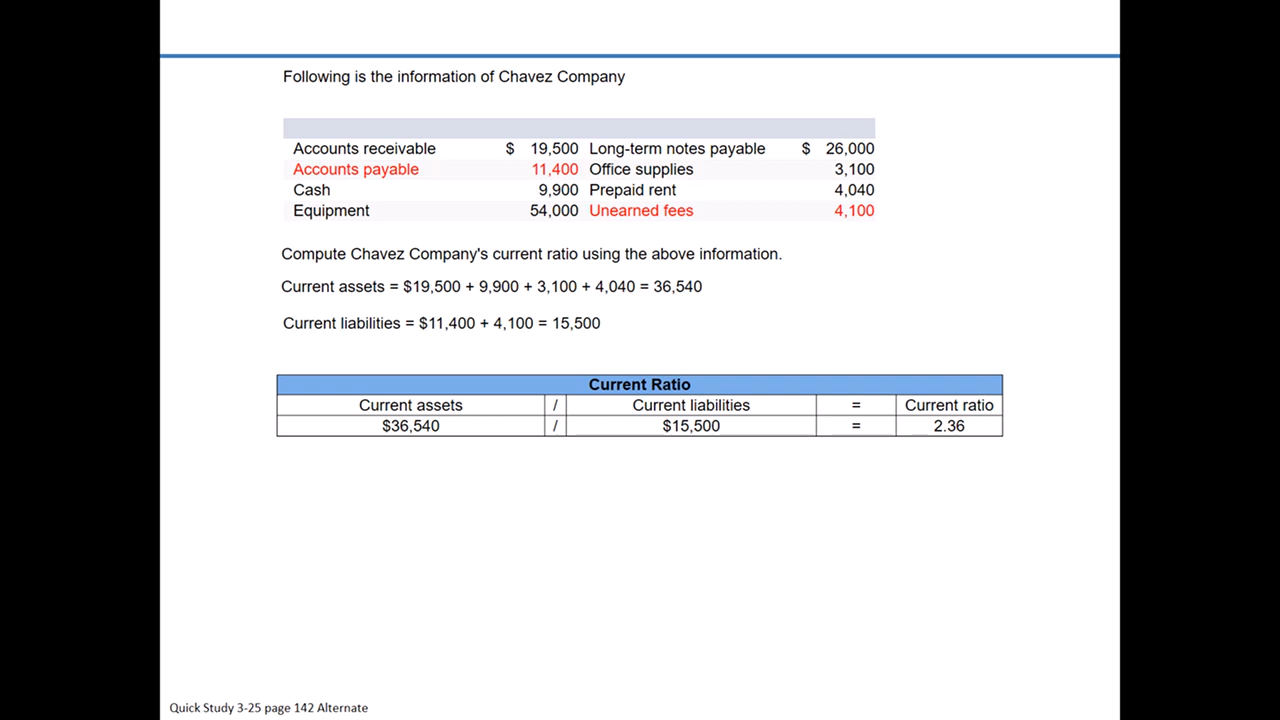 Following is the information of Chavez Company
Accounts receivable $ 19,500 Long-term notes payable $ 26,000
Accounts payable 11,400 Office supplies 3,100
Cash 9,900 Prepaid rent 4,040
Equipment 54,000 Unearned fees 4,100
Compute Chavez Company's current ratio using the above information.
Current assets = $19,500 + 9,900 + 3,100 + 4,040 = 36,540
Current liabilities = $11,400 + 4,100 = 15,500
Current Ratio
Current assets / Current liabilities = Current ratio
$36,540 / $15,500 = 2.36
Quick Study 3-25 page 142 Alternate